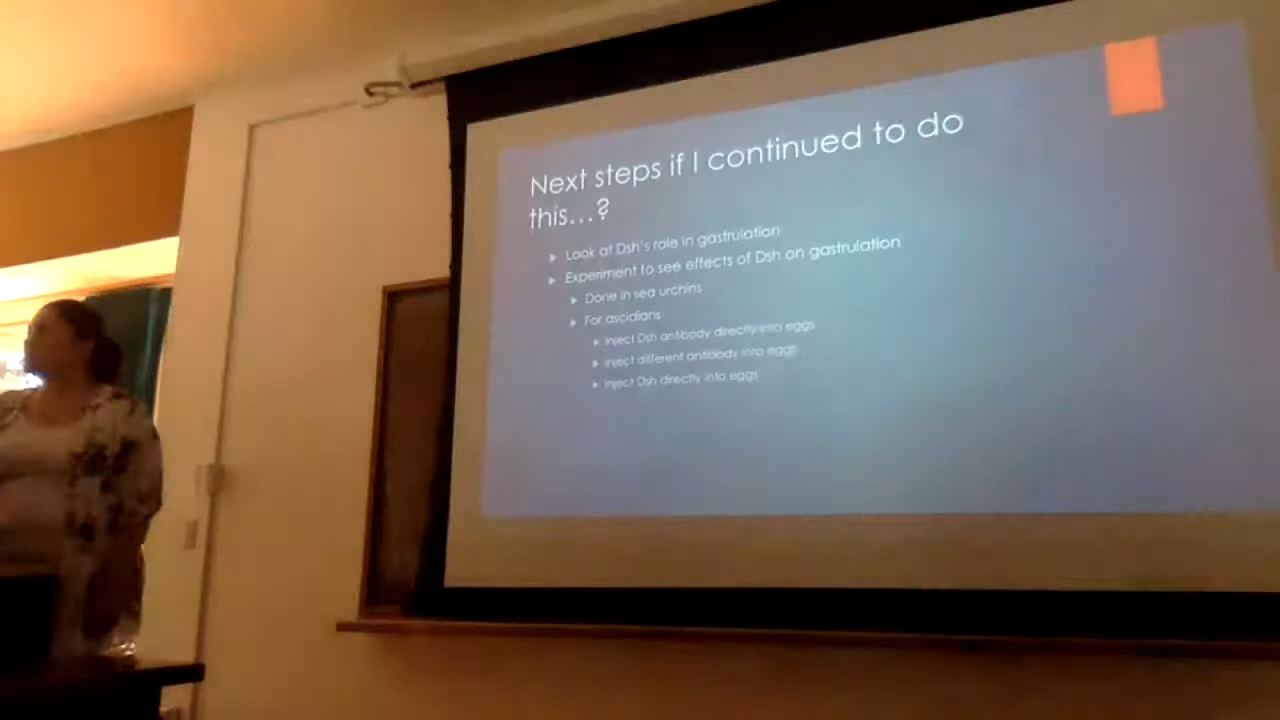 Next steps if I continued to do
this...?
Look at Dsh's role in gastrulation
Experiment to see effects of Dsh on gastrulation
Done in sea urchins
For ascidians
Inject Dsh antibody directly into eggs
Inject different antibody into eggs
Inject Dsh directly into eggs